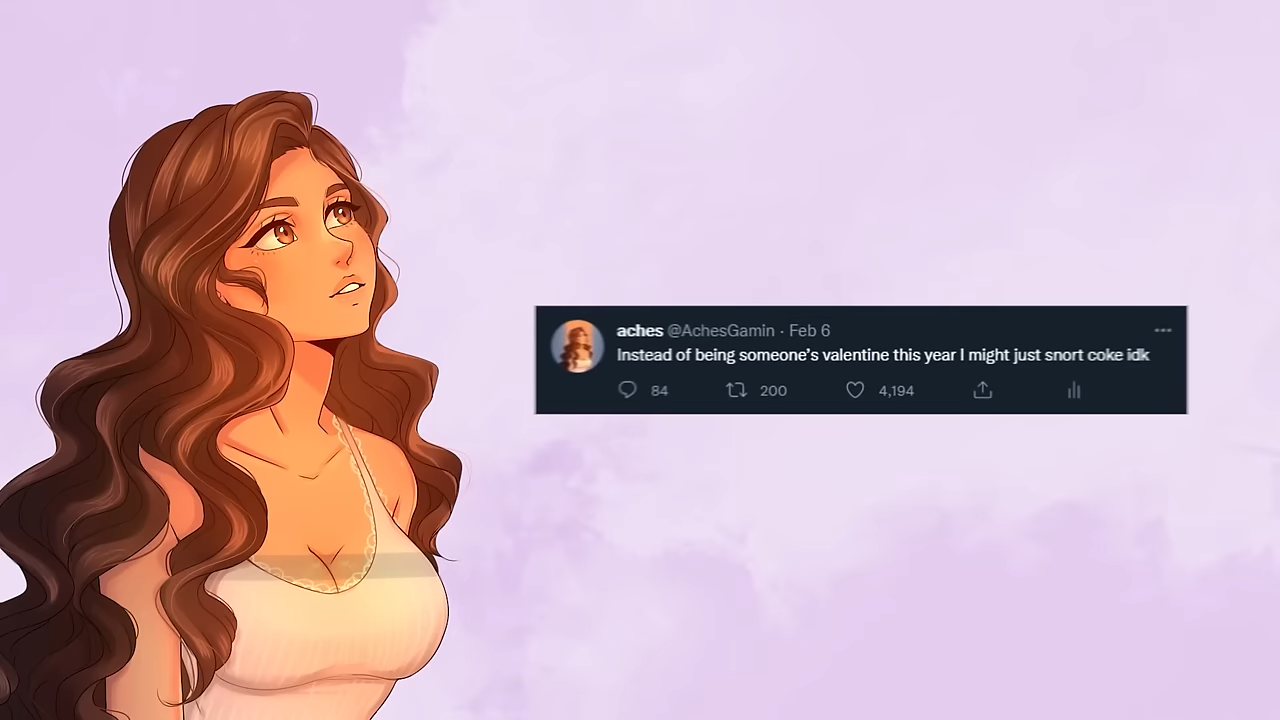 aches @AchesGamin · Feb 6
Instead of being someone's valentine this year I might just snort coke idk
84 200 4,194